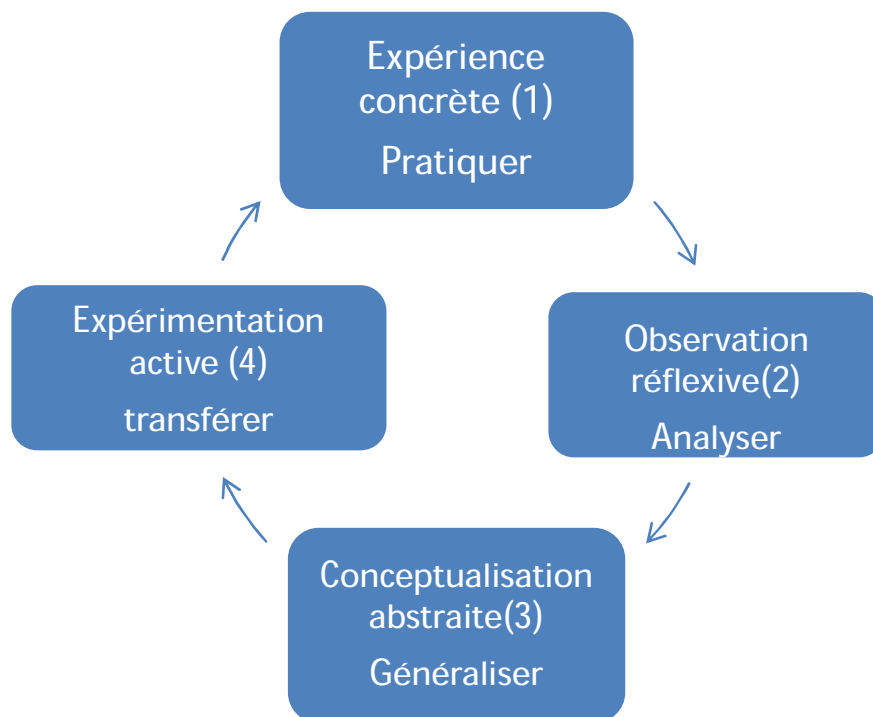 Expérience
concrète (1)
Pratiquer
Observation
réflexive(2)
Analyser
Conceptualisation
abstraite(3)
Généraliser
Expérimentation
active (4)
transférer